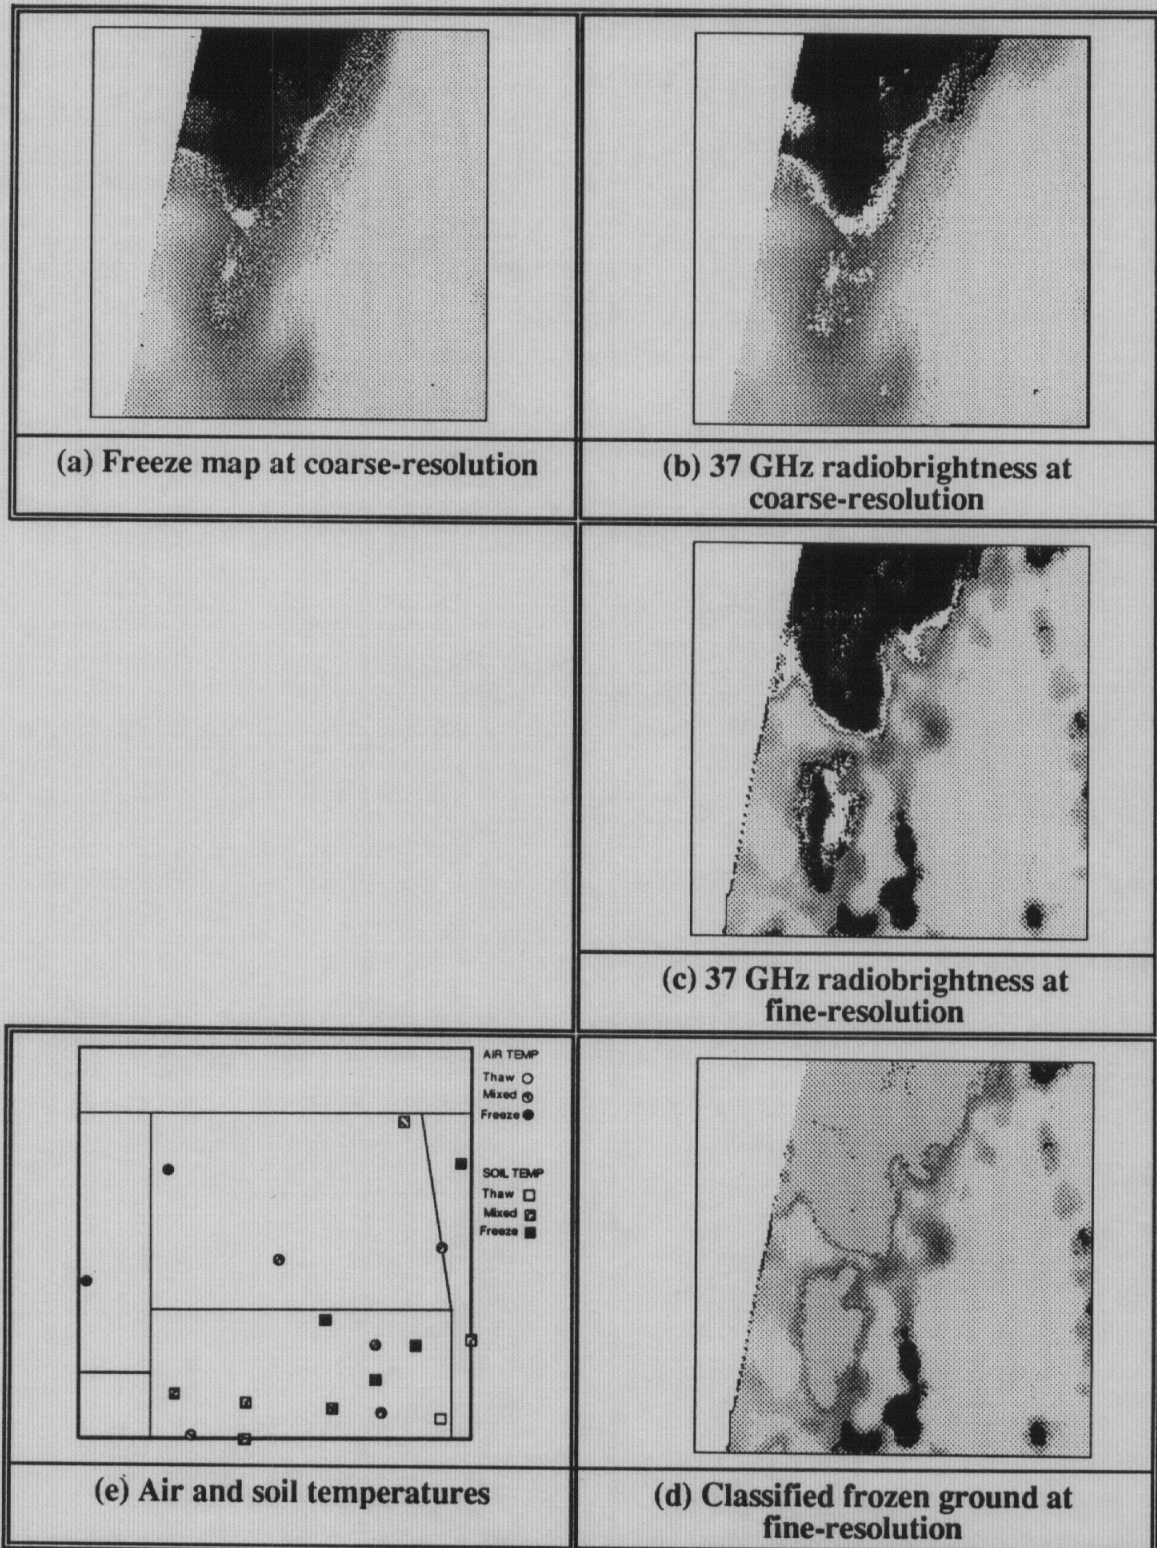 (a) Freeze map at coarse-resolution
(b) 37 GHz radiobrightness at
coarse-resolution
(c) 37 GHz radiobrightness at
fine-resolution
AIR TEMP
Thaw
Mixed
Freeze
SOIL TEMP
Thaw
Mixed
Freeze
(e) Air and soil temperatures
(d) Classified frozen ground at
fine-resolution